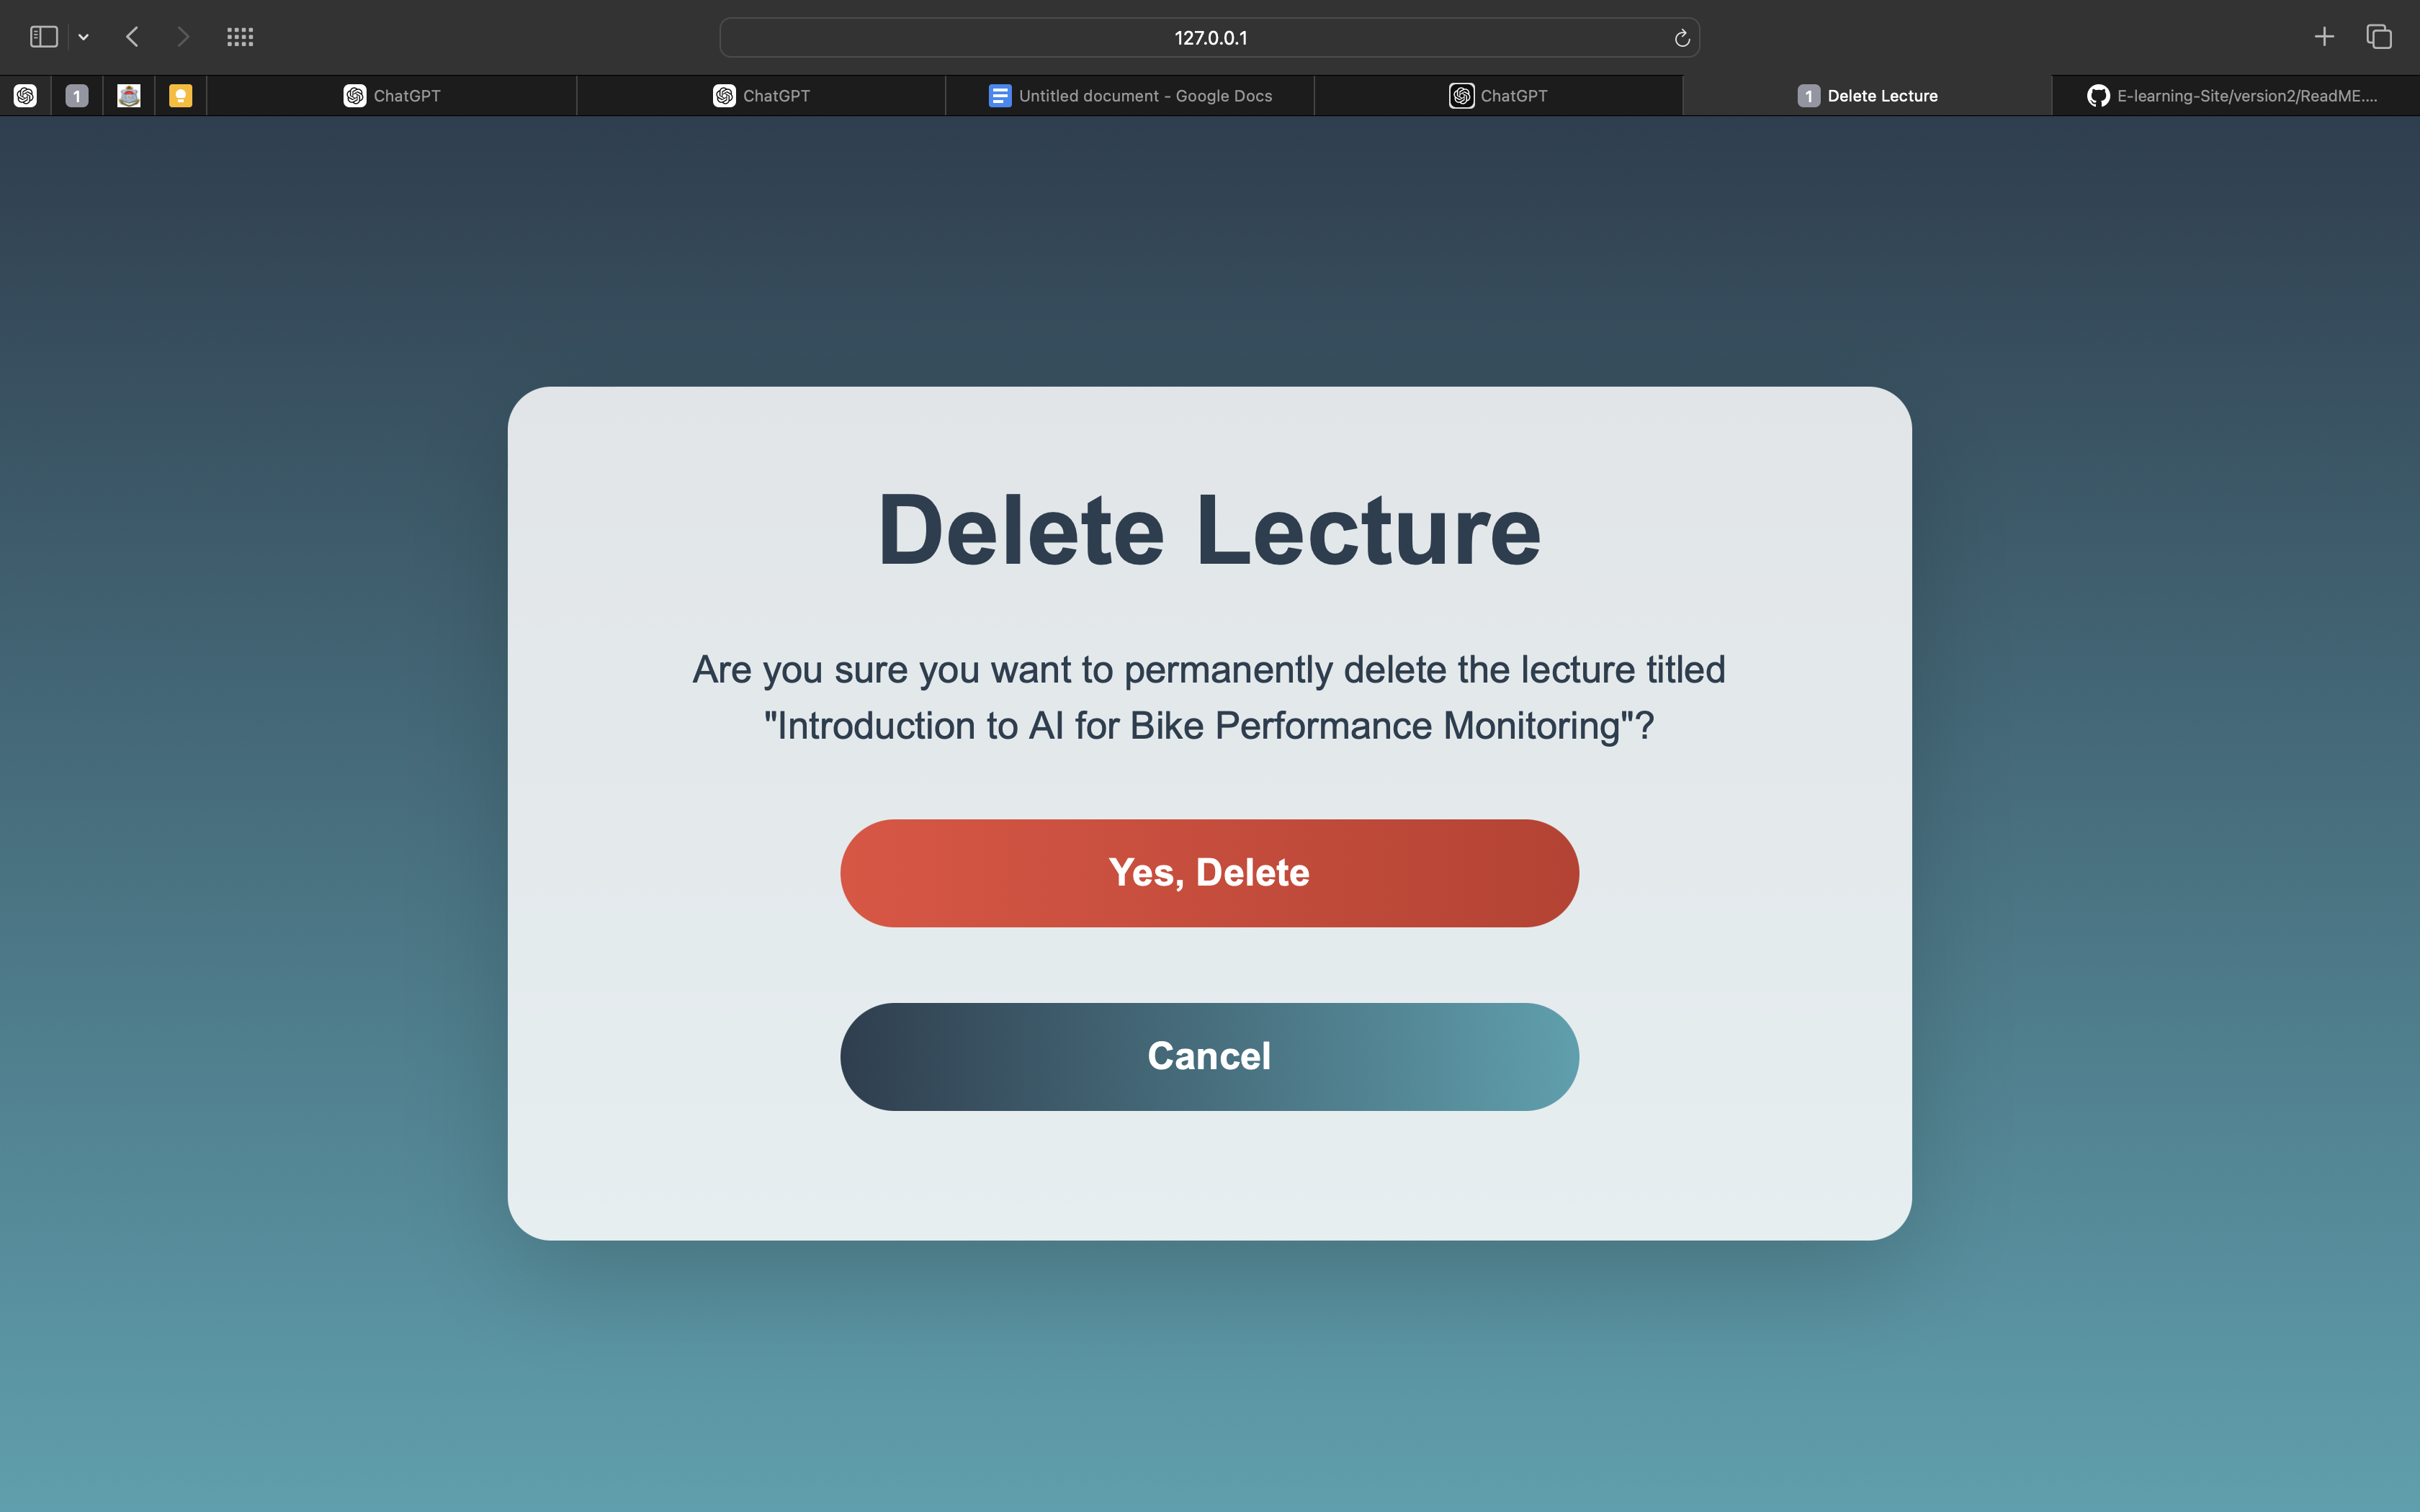 127.0.0.1
1
ChatGPT
ChatGPT
Untitled document - Google Docs
ChatGPT
1 Delete Lecture
E-learning-Site/version2/ReadME....
Delete Lecture
Are you sure you want to permanently delete the lecture titled
"Introduction to AI for Bike Performance Monitoring"?
Yes, Delete
Cancel